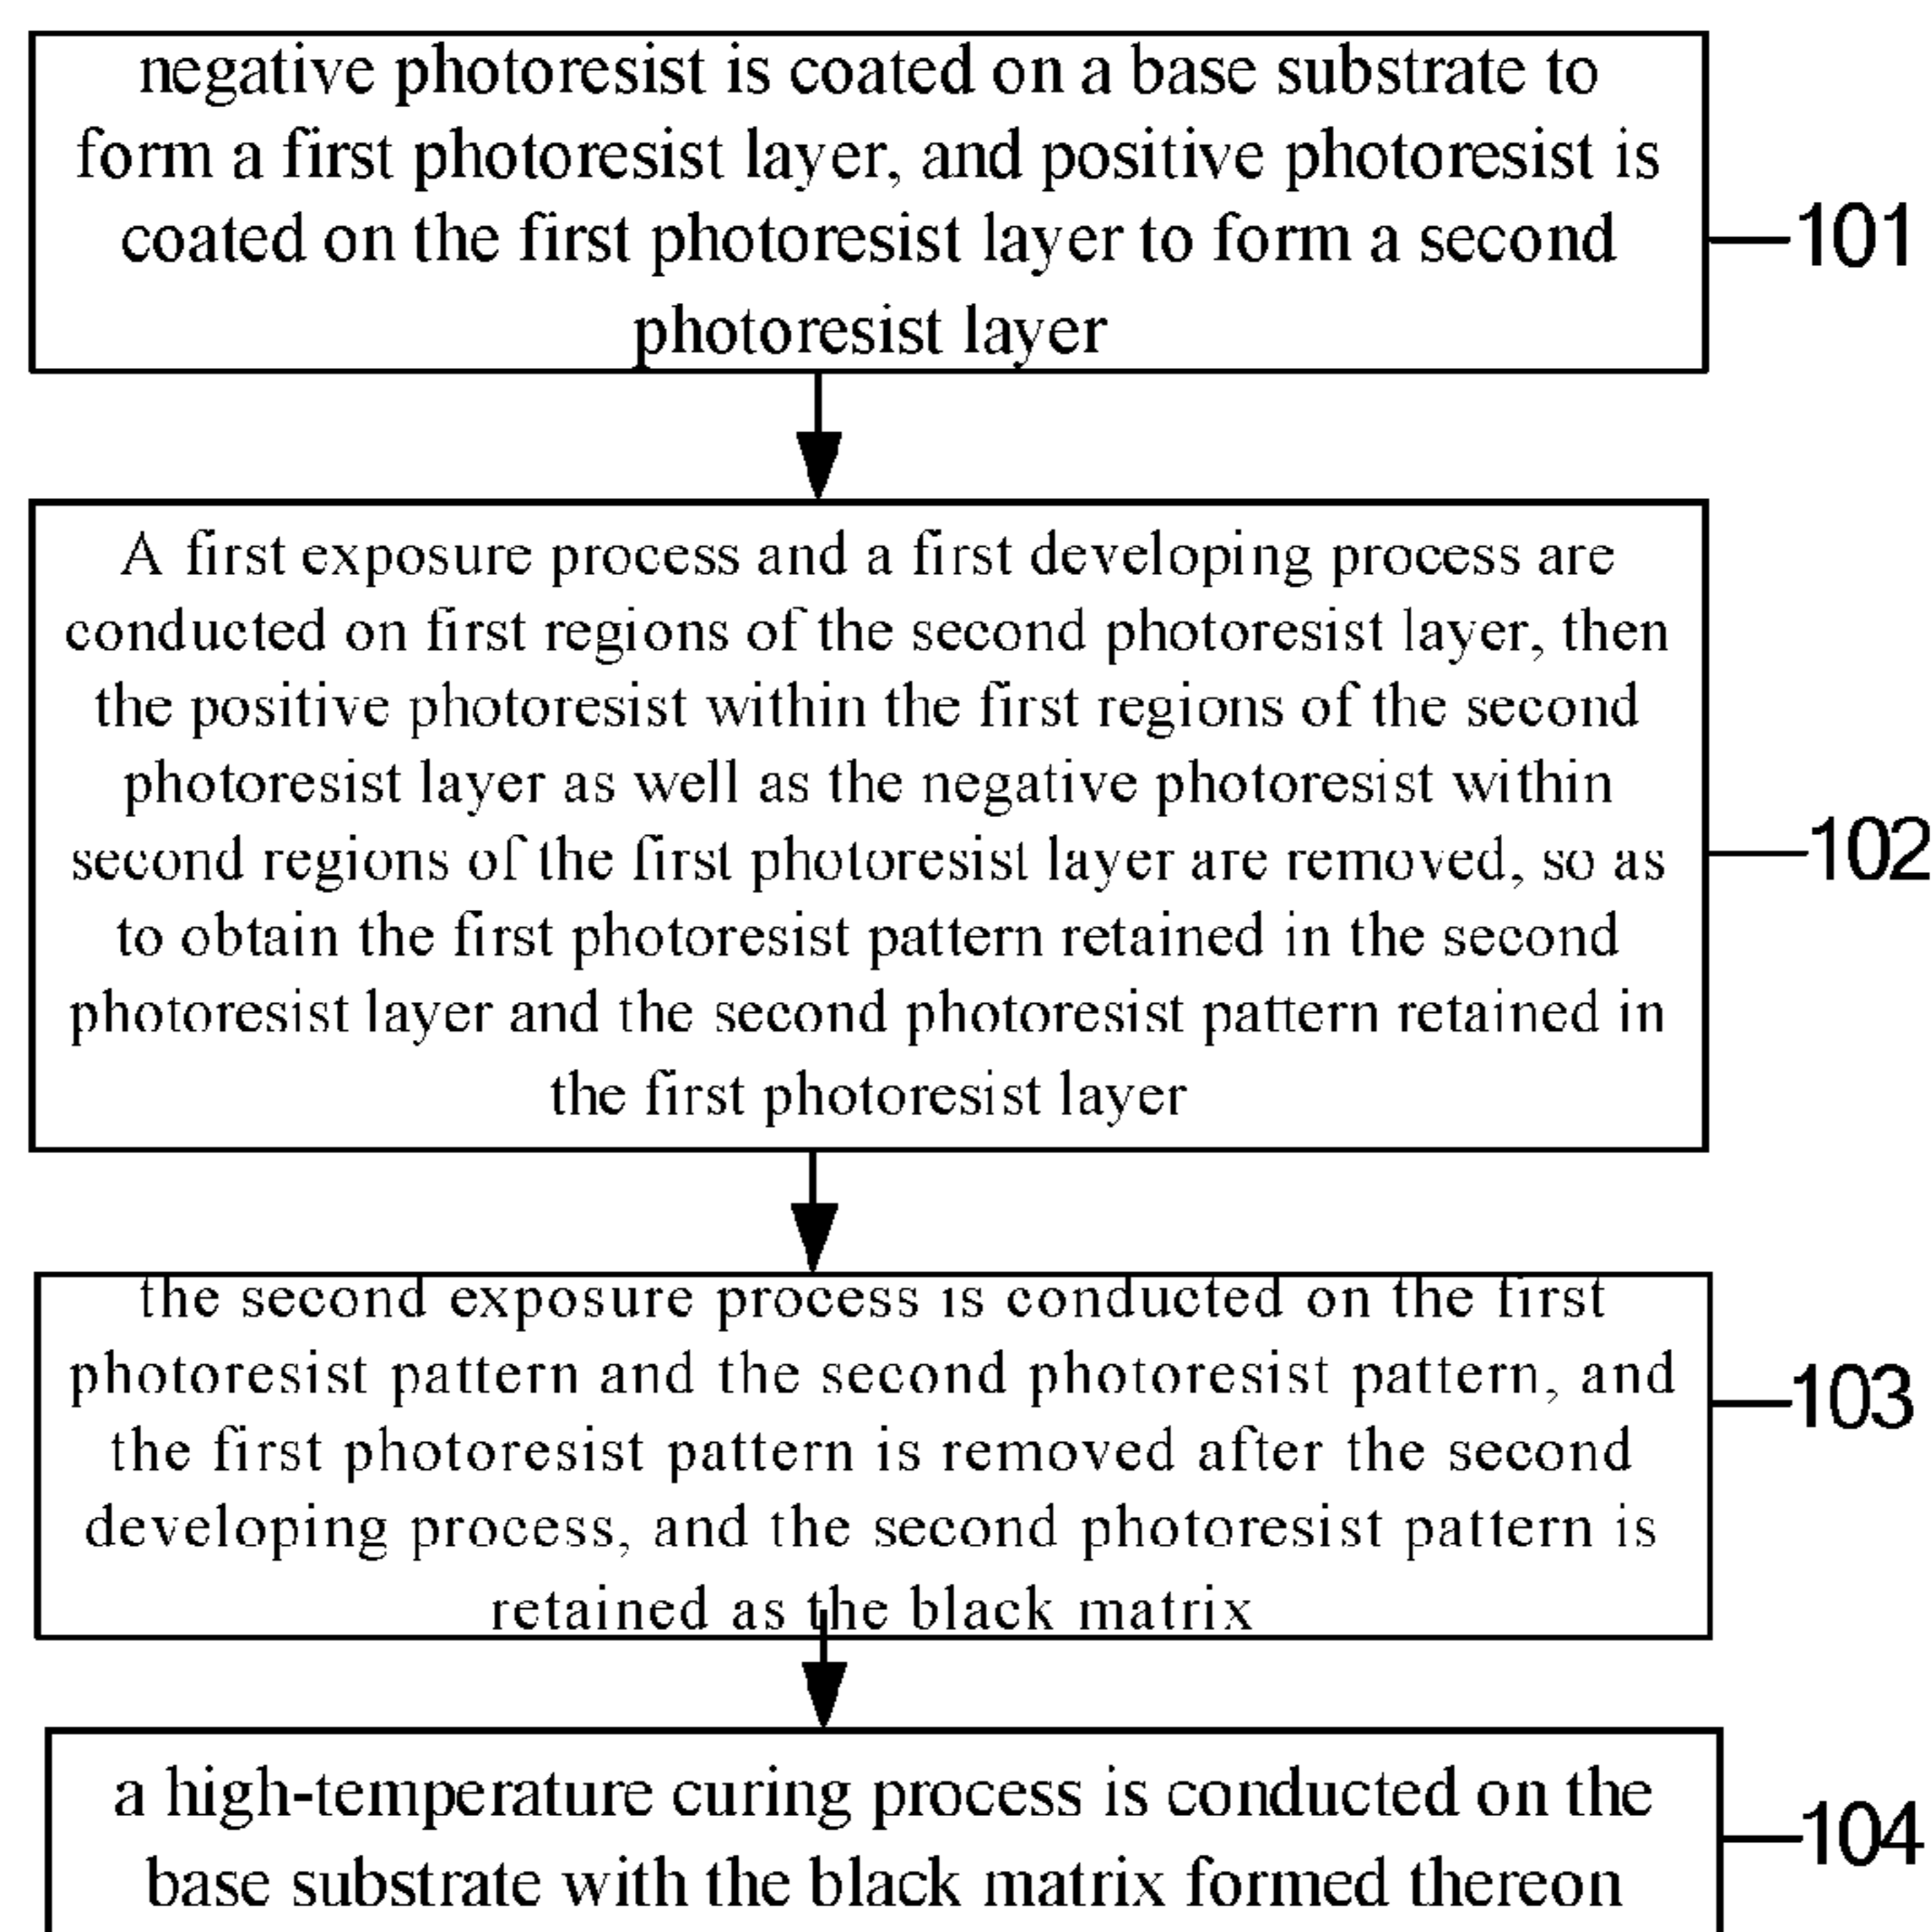 negative photoresist is coated on a base substrate to
form a first photoresist layer, and positive photoresist is
coated on the first photoresist layer to form a second
photoresist layer
101
A first exposure process and a first developing process are
conducted on first regions of the second photoresist layer, then
the positive photoresist within the first regions of the second
photoresist layer as well as the negative photoresist within
second regions of the first photoresist layer are removed, so as
to obtain the first photoresist pattern retained in the second
photoresist layer and the second photoresist pattern retained in
the first photoresist layer
102
the second exposure process is conducted on the first
photoresist pattern and the second photoresist pattern, and
the first photoresist pattern is removed after the second
developing process, and the second photoresist pattern is
retained as the black matrix
103
a high-temperature curing process is conducted on the
base substrate with the black matrix formed thereon
104